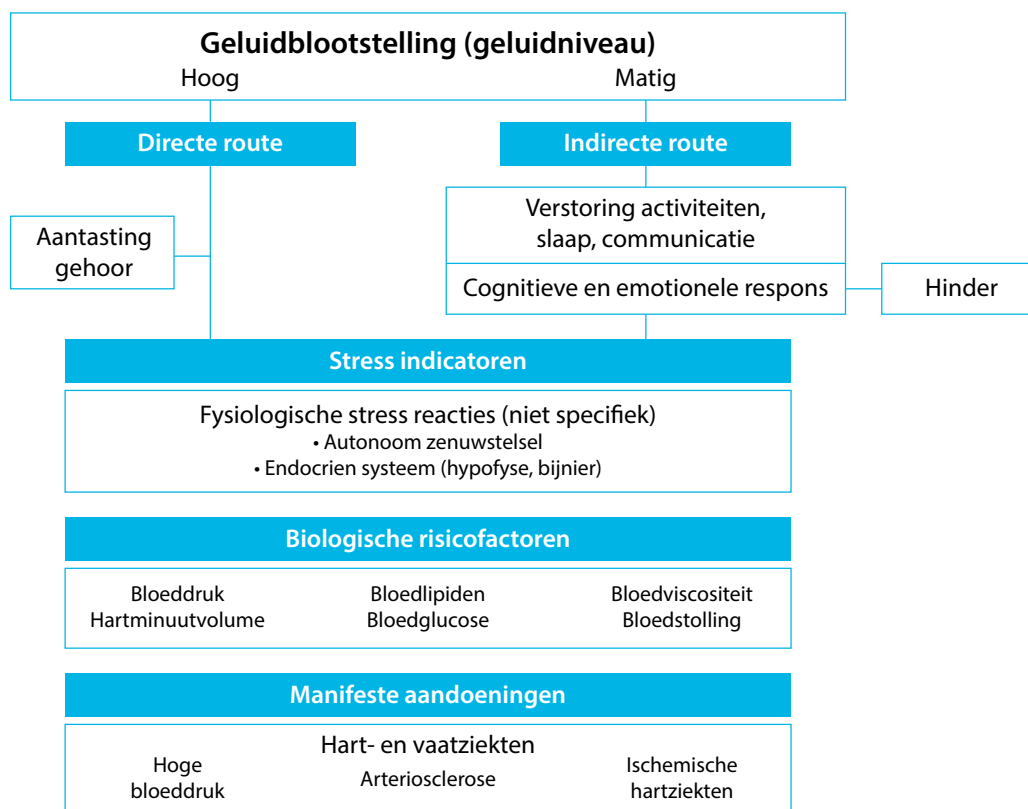 Geluidblootstelling (geluidniveau)
Hoog
Matig
Directe route
Indirecte route
Aantasting
gehoor
Verstoring activiteiten,
slaap, communicatie
Cognitieve en emotionele respons
Hinder
Stress indicatoren
Fysiologische stress reacties (niet specifiek)
• Autonoom zenuwstelsel
• Endocrien systeem (hypofyse, bijnier)
Biologische risicofactoren
Bloeddruk
Hartminuutvolume
Bloedlipiden
Bloedglucose
Bloedviscositeit
Bloedstolling
Manifeste aandoeningen
Hart- en vaatziekten
Hoge
bloeddruk
Arteriosclerose
Ischemische
hartziekten